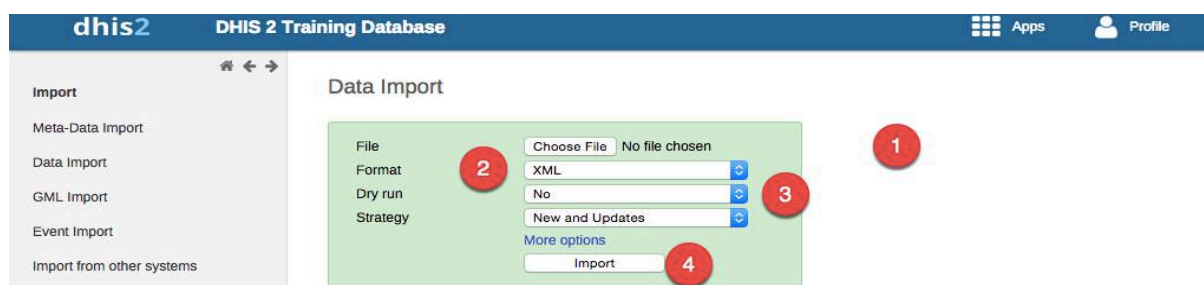 dhis2 DHIS 2 Training Database Apps Profile
Import
Meta-Data Import
Data Import
GML Import
Event Import
Import from other systems
Data Import
File Choose File No file chosen 1
Format 2 XML
Dry run No 3
Strategy New and Updates
More options
Import 4